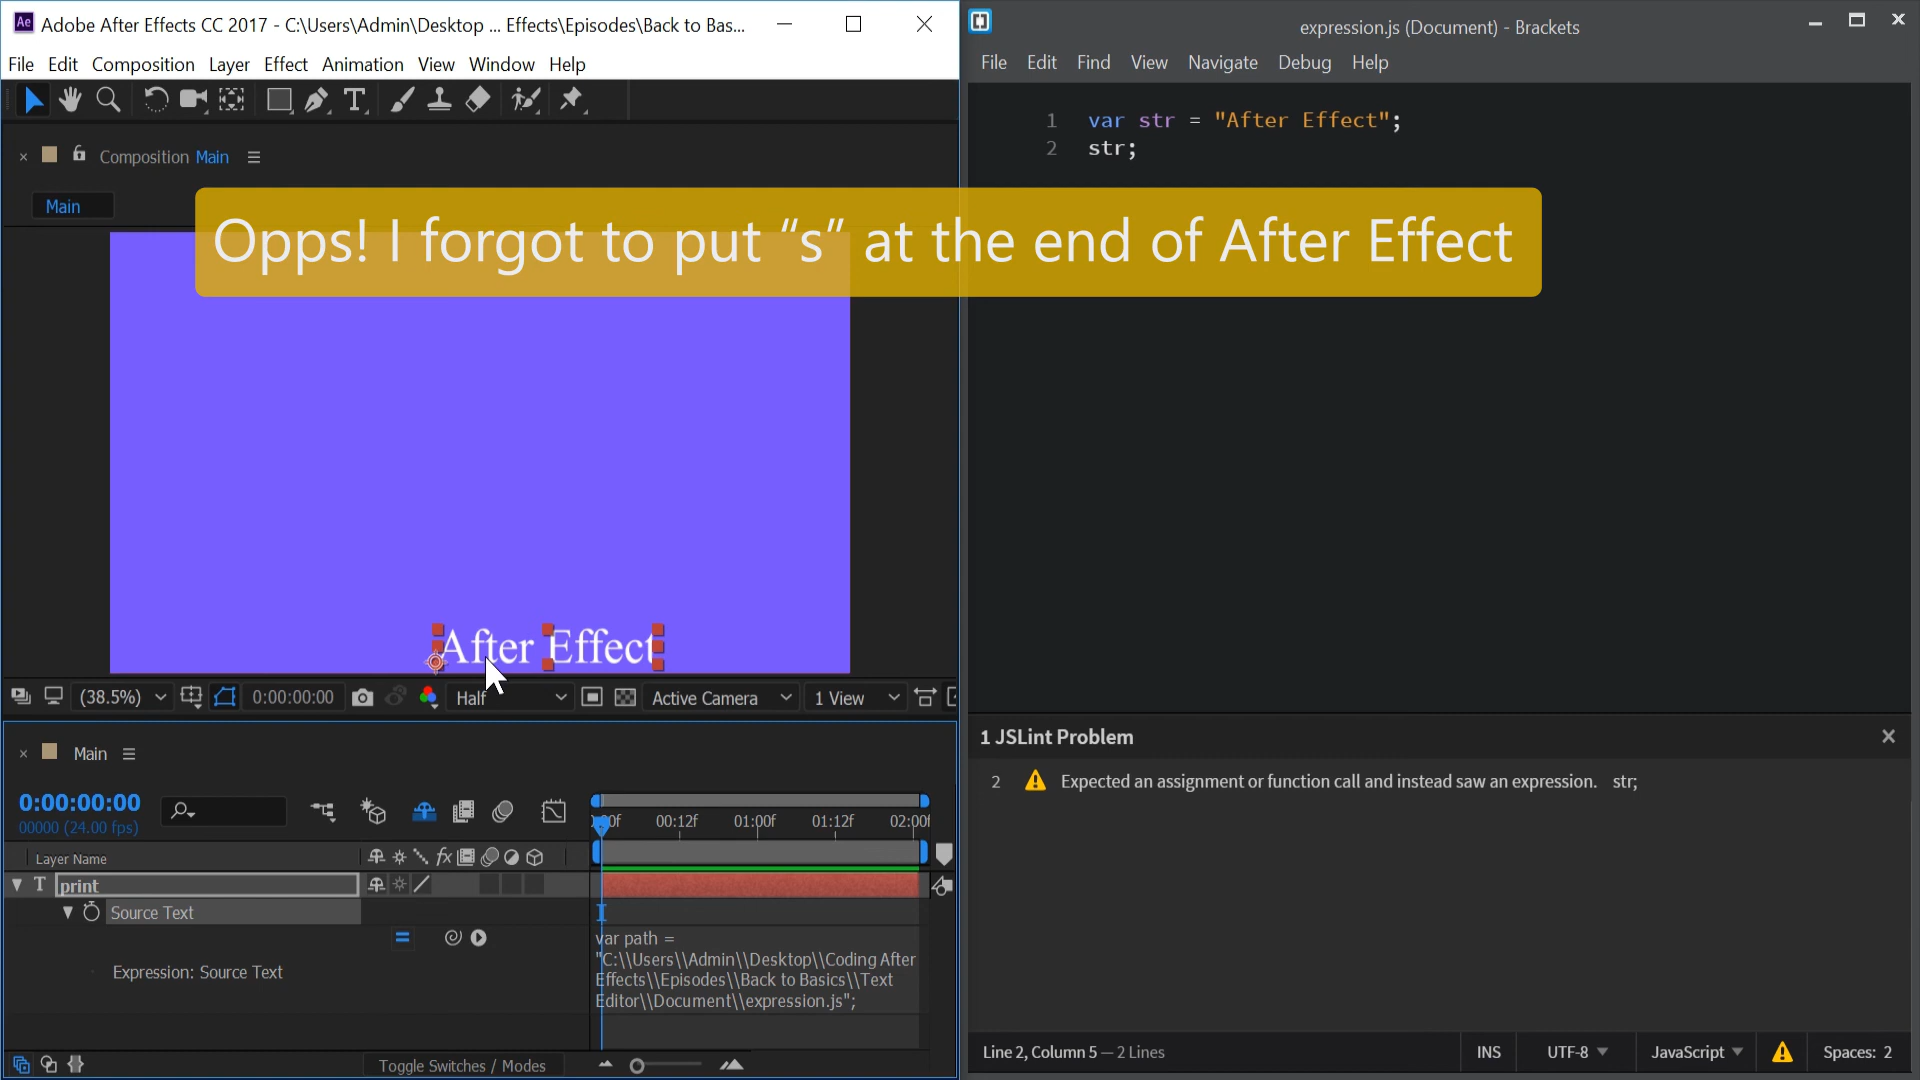 Adobe After Effects CC 2017 - C:\Users\Admin\Desktop ... Effects\Episodes\Back to Bas...
File Edit Composition Layer Effect Animation View Window Help
Composition Main
Main
After Effect
(38.5%) 0:00:00:00 Half Active Camera 1 View
Main
0:00:00:00
00000 (24.00 fps)
00:12f 01:00f 01:12f 02:00f
Layer Name
T print
Source Text
Expression: Source Text
var path =
"C:\\Users\\Admin\\Desktop\\Coding After
Effects\\Episodes\\Back to Basics\\Text
Editor\\Document\\expression.js";
Toggle Switches / Modes
Opps! I forgot to put “s” at the end of After Effect
expression.js (Document) - Brackets
File Edit Find View Navigate Debug Help
1 var str = "After Effect";
2 str;
1 JSLint Problem
2 Expected an assignment or function call and instead saw an expression. str;
Line 2, Column 5 — 2 Lines
INS UTF-8 JavaScript Spaces: 2